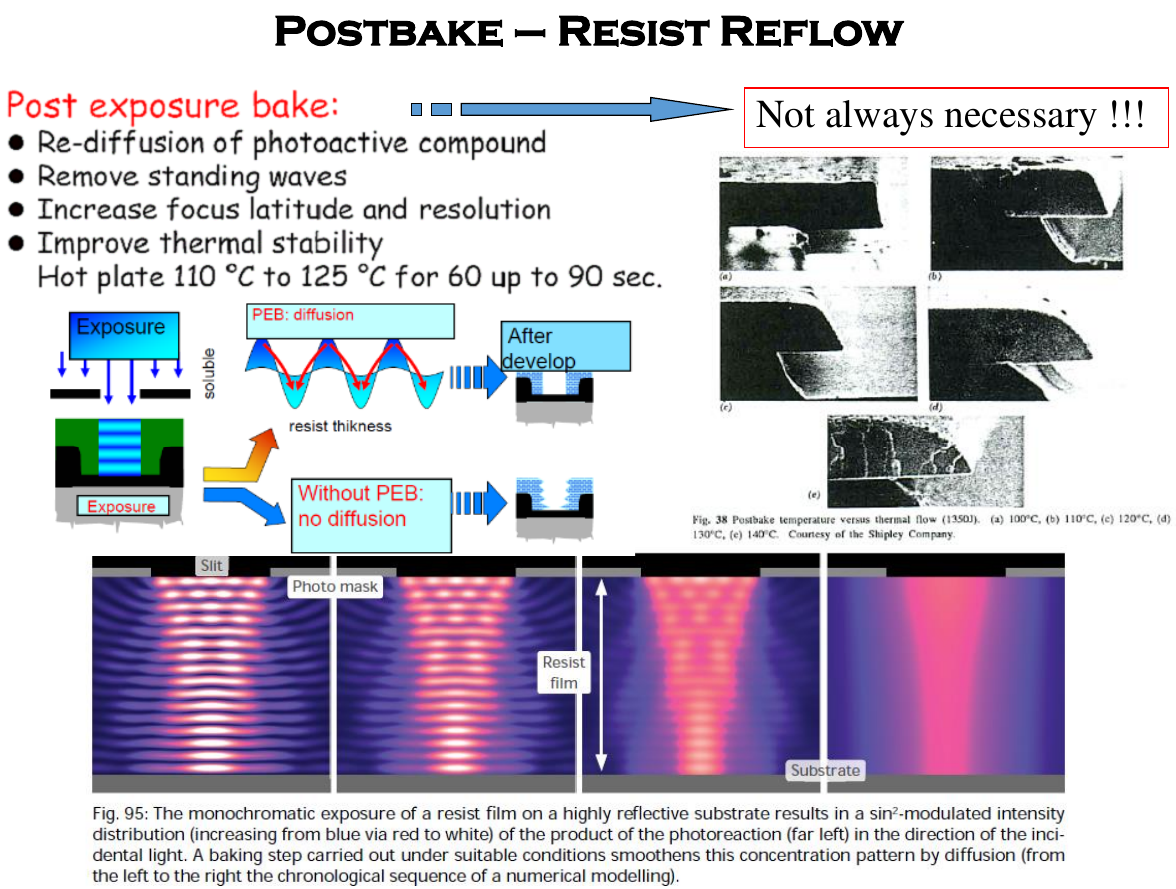 POSTBAKE – RESIST REFLOW
Post exposure bake:
Not always necessary !!!
● Re-diffusion of photoactive compound
● Remove standing waves
● Increase focus latitude and resolution
● Improve thermal stability
Hot plate 110 °C to 125 °C for 60 up to 90 sec.
(a)
(b)
(c)
(d)
(e)
Fig. 38 Postbake temperature versus thermal flow (1350J). (a) 100°C, (b) 110°C, (c) 120°C, (d)
130°C, (e) 140°C. Courtesy of the Shipley Company.
Exposure
soluble
PEB: diffusion
After
develop
resist thikness
Exposure
Without PEB:
no diffusion
Slit
Photo mask
Resist
film
Substrate
Fig. 95: The monochromatic exposure of a resist film on a highly reflective substrate results in a sin²-modulated intensity
distribution (increasing from blue via red to white) of the product of the photoreaction (far left) in the direction of the inci-
dental light. A baking step carried out under suitable conditions smoothens this concentration pattern by diffusion (from
the left to the right the chronological sequence of a numerical modelling).